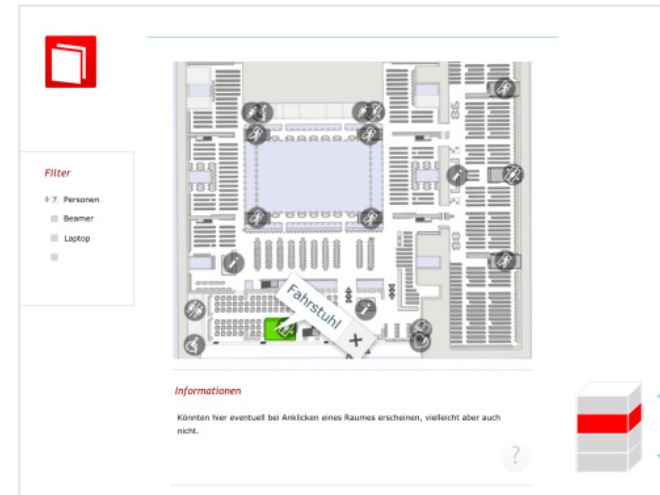 Filter
7 Personen
Beamer
Laptop
Fahrstuhl
Informationen
Könnten hier eventuell bei Anklicken eines Raumes erscheinen, vielleicht aber auch
nicht.
?